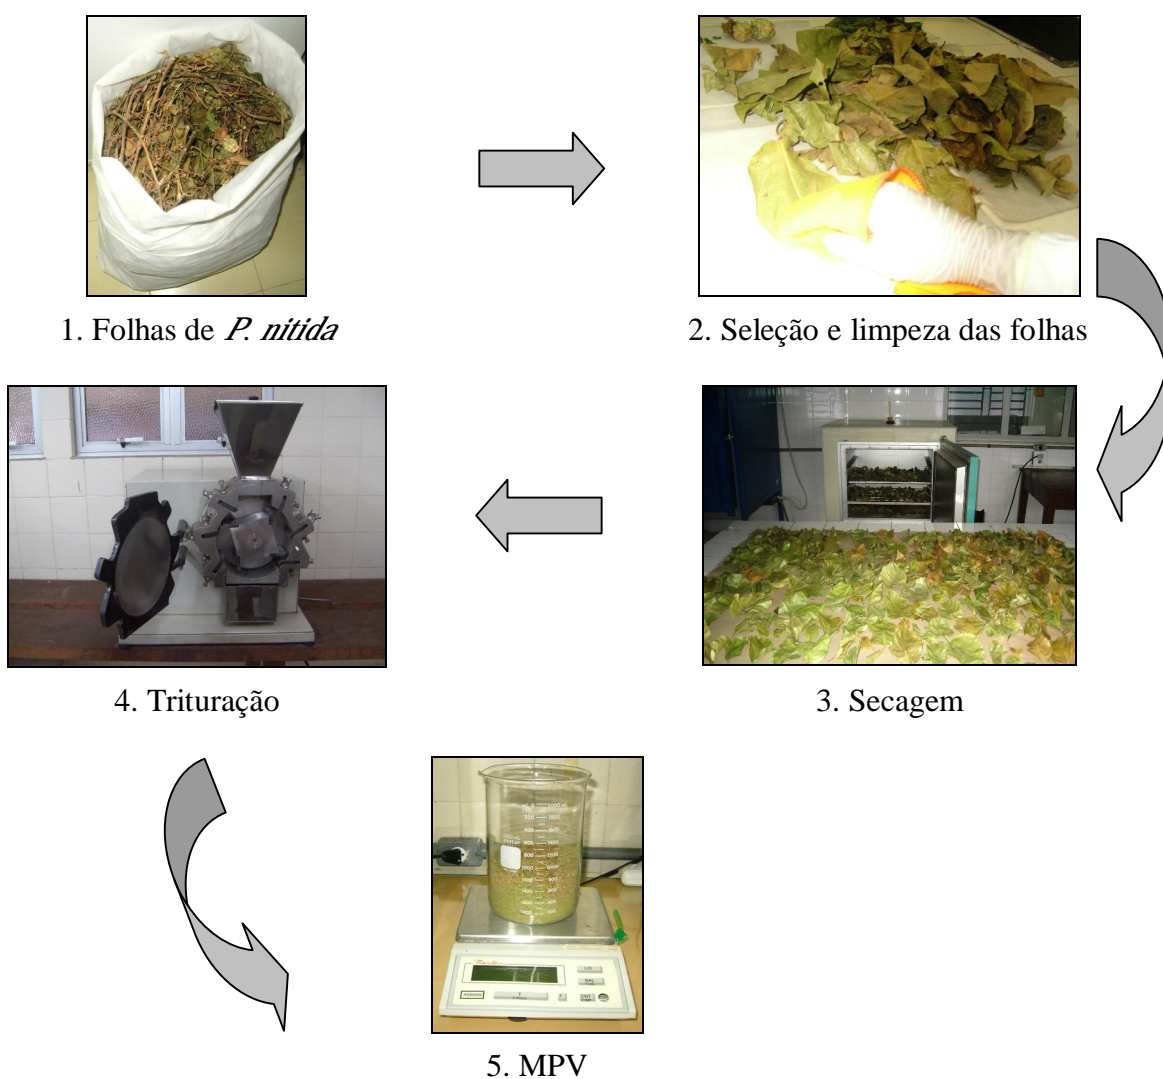 1. Folhas de P. nitida
2. Seleção e limpeza das folhas
4. Trituração
3. Secagem
5. MPV